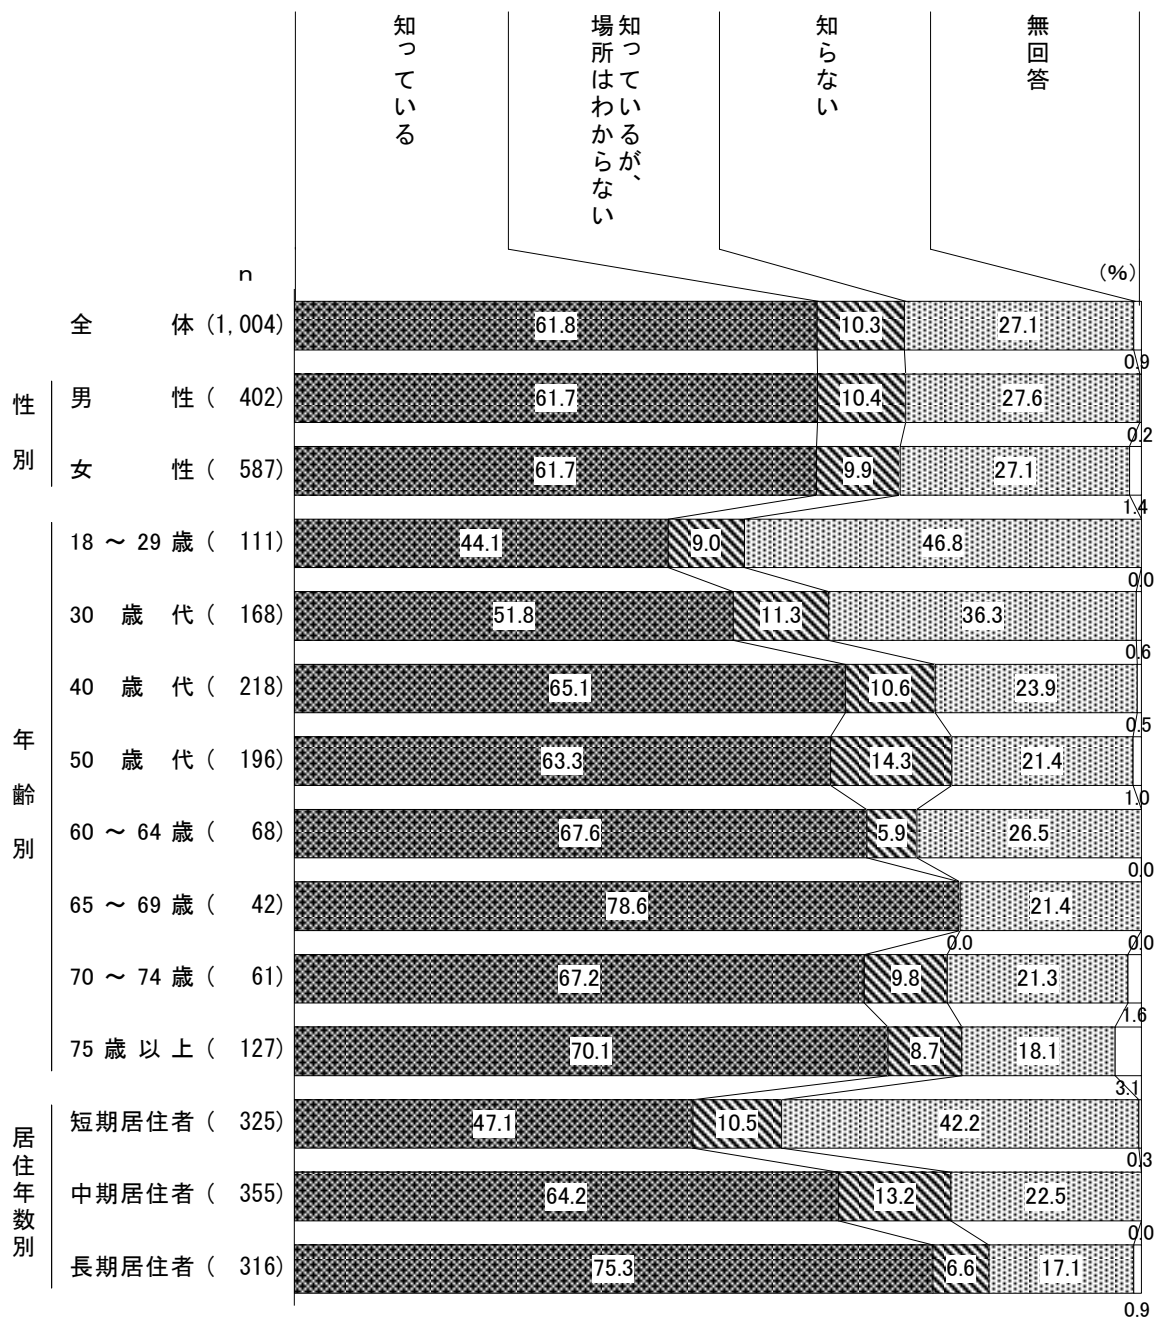 知っている
知っているが、
場所はわからない
知らない
無回答
n
(%)
全体 (1,004) 61.8 10.3 27.1 0.9
性別
男性 ( 402) 61.7 10.4 27.6 0.2
女性 ( 587) 61.7 9.9 27.1 1.4
年齢別
18 ～ 29 歳 ( 111) 44.1 9.0 46.8 0.0
30 歳代 ( 168) 51.8 11.3 36.3 0.6
40 歳代 ( 218) 65.1 10.6 23.9 0.5
50 歳代 ( 196) 63.3 14.3 21.4 1.0
60 ～ 64 歳 ( 68) 67.6 5.9 26.5 0.0
65 ～ 69 歳 ( 42) 78.6 0.0 21.4 0.0
70 ～ 74 歳 ( 61) 67.2 9.8 21.3 1.6
75 歳以上 ( 127) 70.1 8.7 18.1 3.1
居住年数別
短期居住者 ( 325) 47.1 10.5 42.2 0.3
中期居住者 ( 355) 64.2 13.2 22.5 0.0
長期居住者 ( 316) 75.3 6.6 17.1 0.9